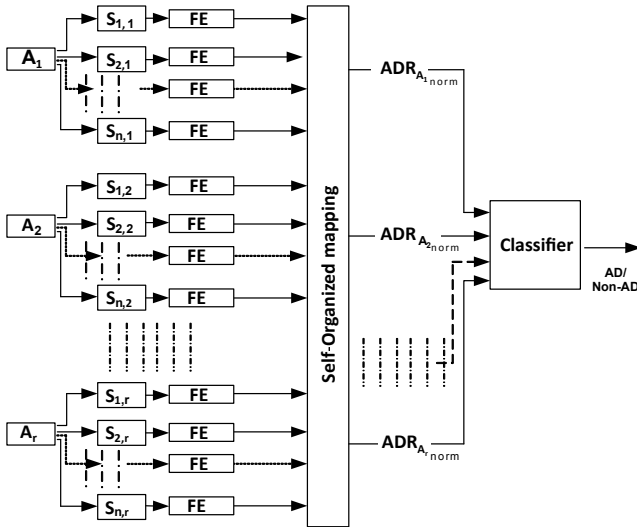 A1
S1,1 FE
S2,1 FE
FE
Sn,1 FE
A2
S1,2 FE
S2,2 FE
FE
Sn,2 FE
Ar
S1,r FE
S2,r FE
FE
Sn,r FE
Self-Organized mapping
ADRA1norm
ADRA2norm
ADRArnorm
Classifier
AD/
Non-AD